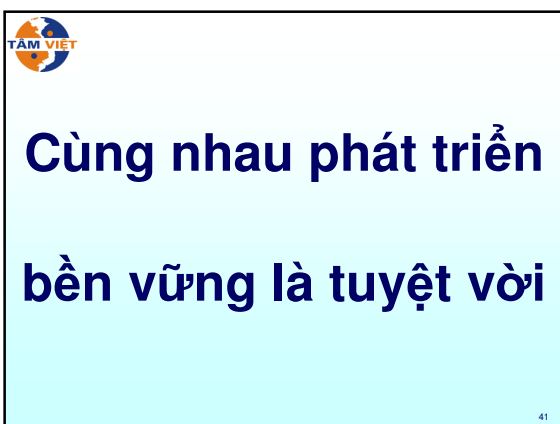 TÂM VIỆT
Cùng nhau phát triển
bền vững là tuyệt vời
41